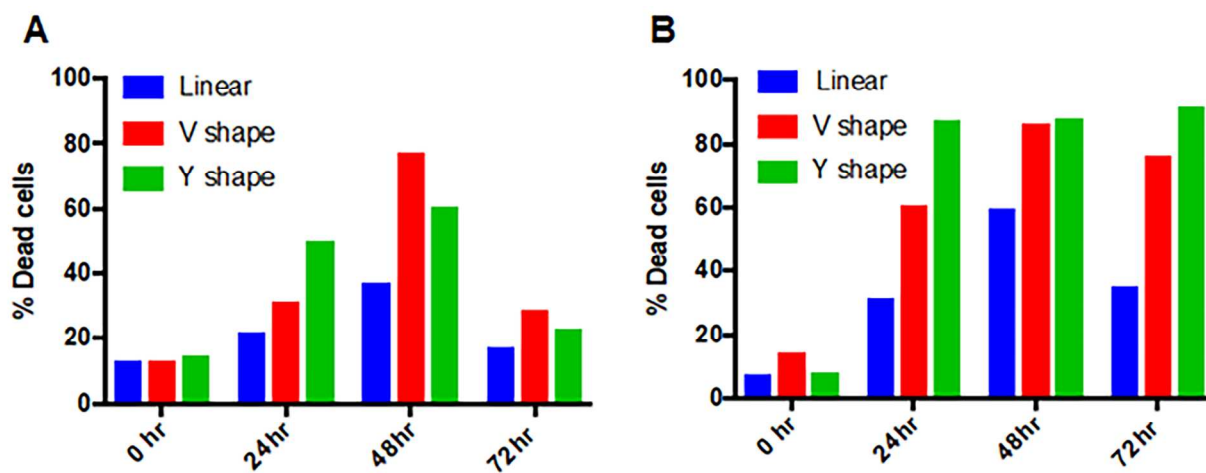 A
% Dead cells
100
80
60
40
20
0
Linear
V shape
Y shape
0 hr
24hr
48hr
72hr
B
% Dead cells
100
80
60
40
20
0
Linear
V shape
Y shape
0 hr
24hr
48hr
72hr